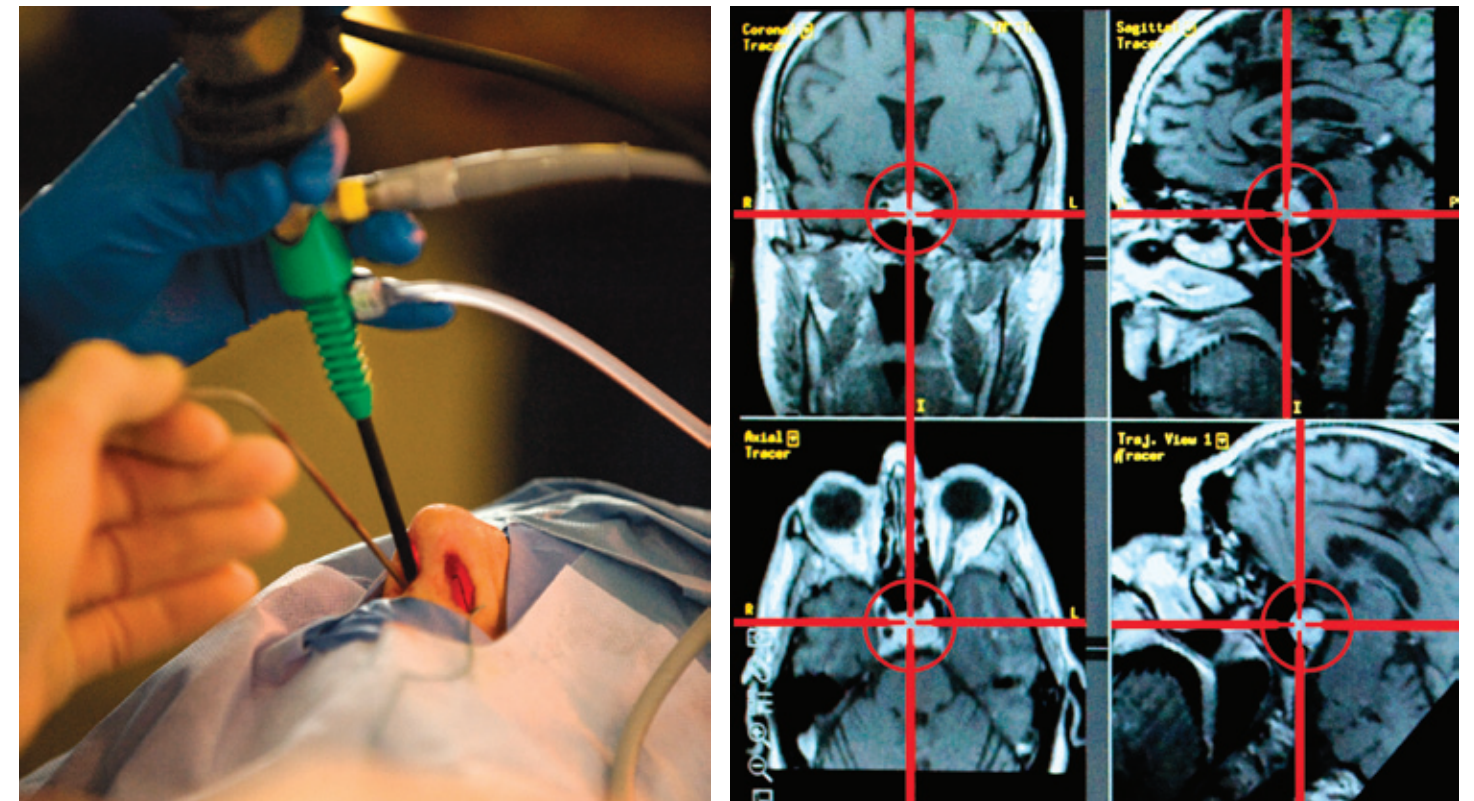 Coronal
Tracer
Sagittal
Tracer
R
L
P
I
I
Axial
Tracer
Traj. View 1
Tracer
R
L